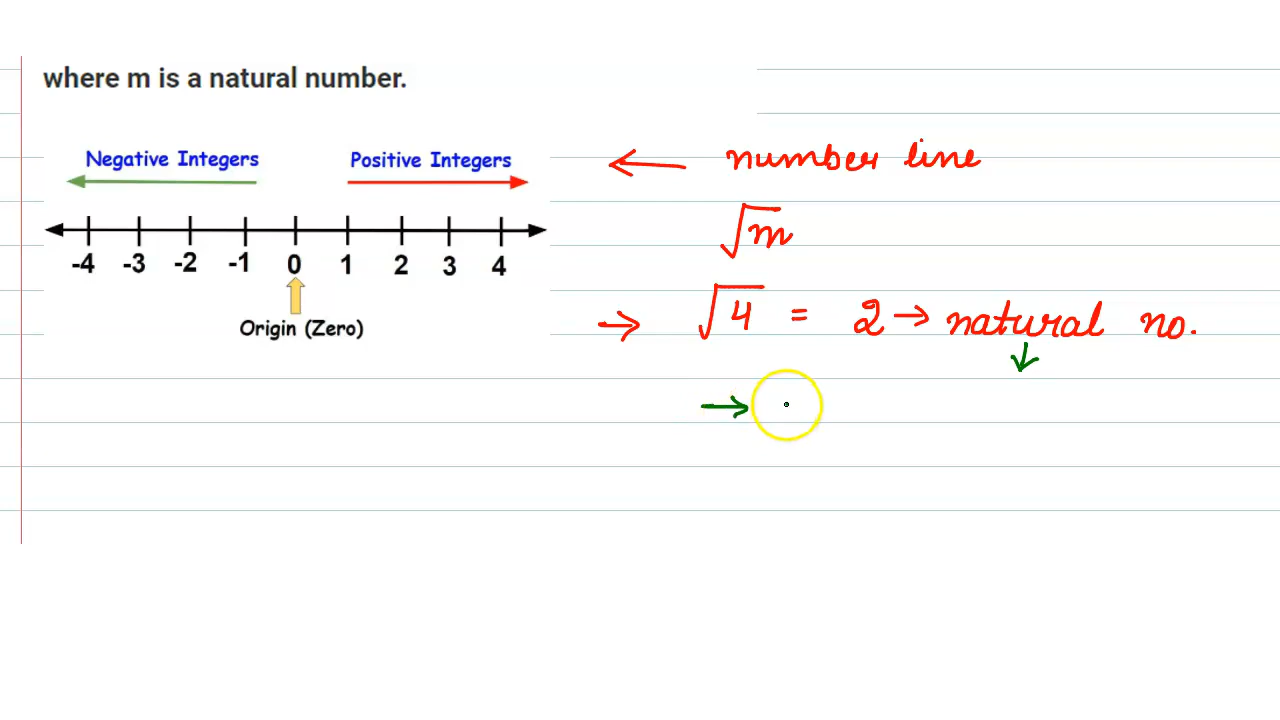 where m is a natural number.
Negative Integers Positive Integers ← number line
√m
-4 -3 -2 -1 0 1 2 3 4
→ √4 = 2 → natural no.
Origin (Zero)
↓
→